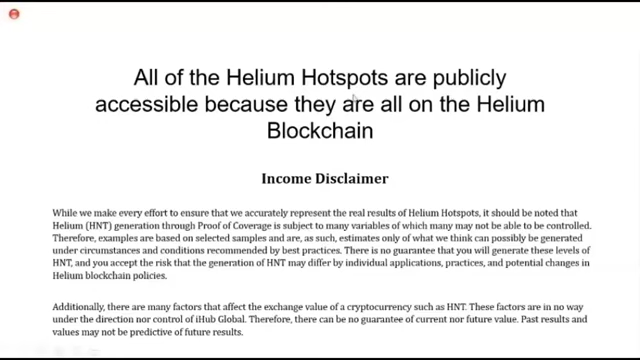 All of the Helium Hotspots are publicly
accessible because they are all on the Helium
Blockchain
Income Disclaimer
While we make every effort to ensure that we accurately represent the real results of Helium Hotspots, it should be noted that
Helium (HNT) generation through Proof of Coverage is subject to many variables of which many may not be able to be controlled.
Therefore, examples are based on selected samples and are, as such, estimates only of what we think can possibly be generated
under circumstances and conditions recommended by best practices. There is no guarantee that you will generate these levels of
HNT, and you accept the risk that the generation of HNT may differ by individual applications, practices, and potential changes in
Helium blockchain policies.
Additionally, there are many factors that affect the exchange value of a cryptocurrency such as HNT. These factors are in no way
under the direction nor control of iHub Global. Therefore, there can be no guarantee of current nor future value. Past results and
values may not be predictive of future results.